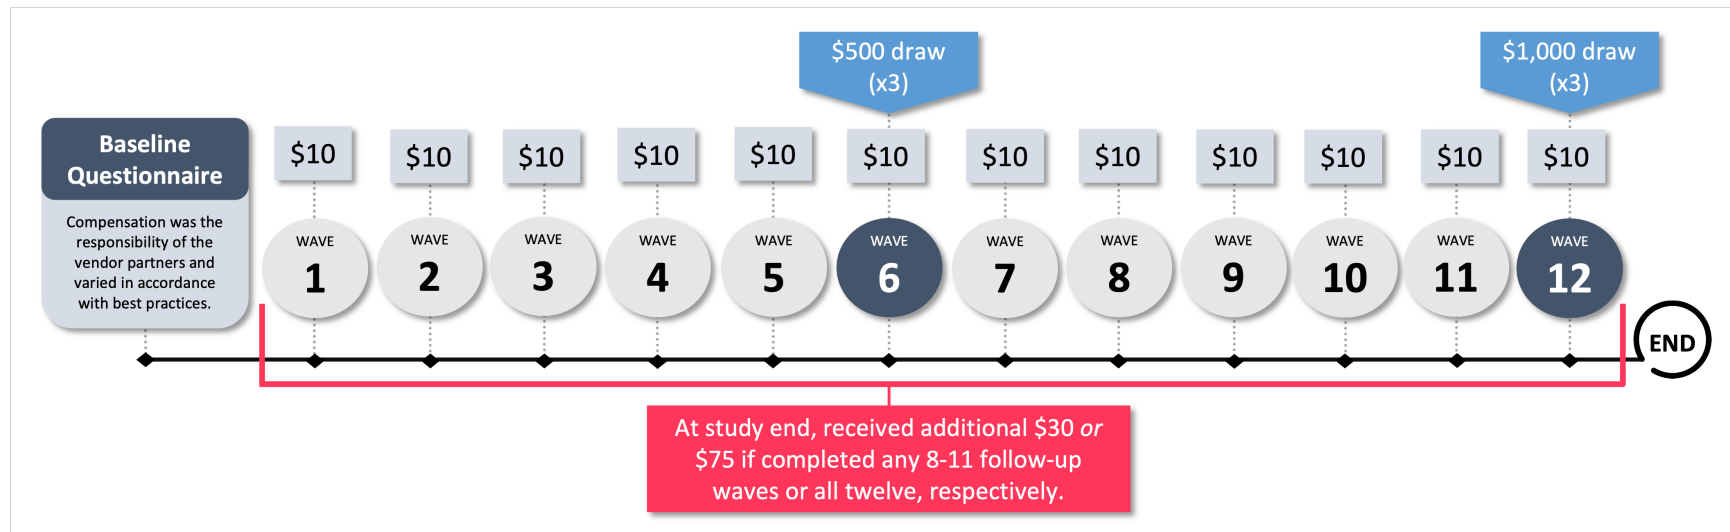 $500 draw
(x3)
$1,000 draw
(x3)
Baseline
Questionnaire
Compensation was the
responsibility of the
vendor partners and
varied in accordance
with best practices.
$10
$10
$10
$10
$10
$10
$10
$10
$10
$10
$10
$10
WAVE
1
WAVE
2
WAVE
3
WAVE
4
WAVE
5
WAVE
6
WAVE
7
WAVE
8
WAVE
9
WAVE
10
WAVE
11
WAVE
12
END
At study end, received additional $30 or
$75 if completed any 8-11 follow-up
waves or all twelve, respectively.